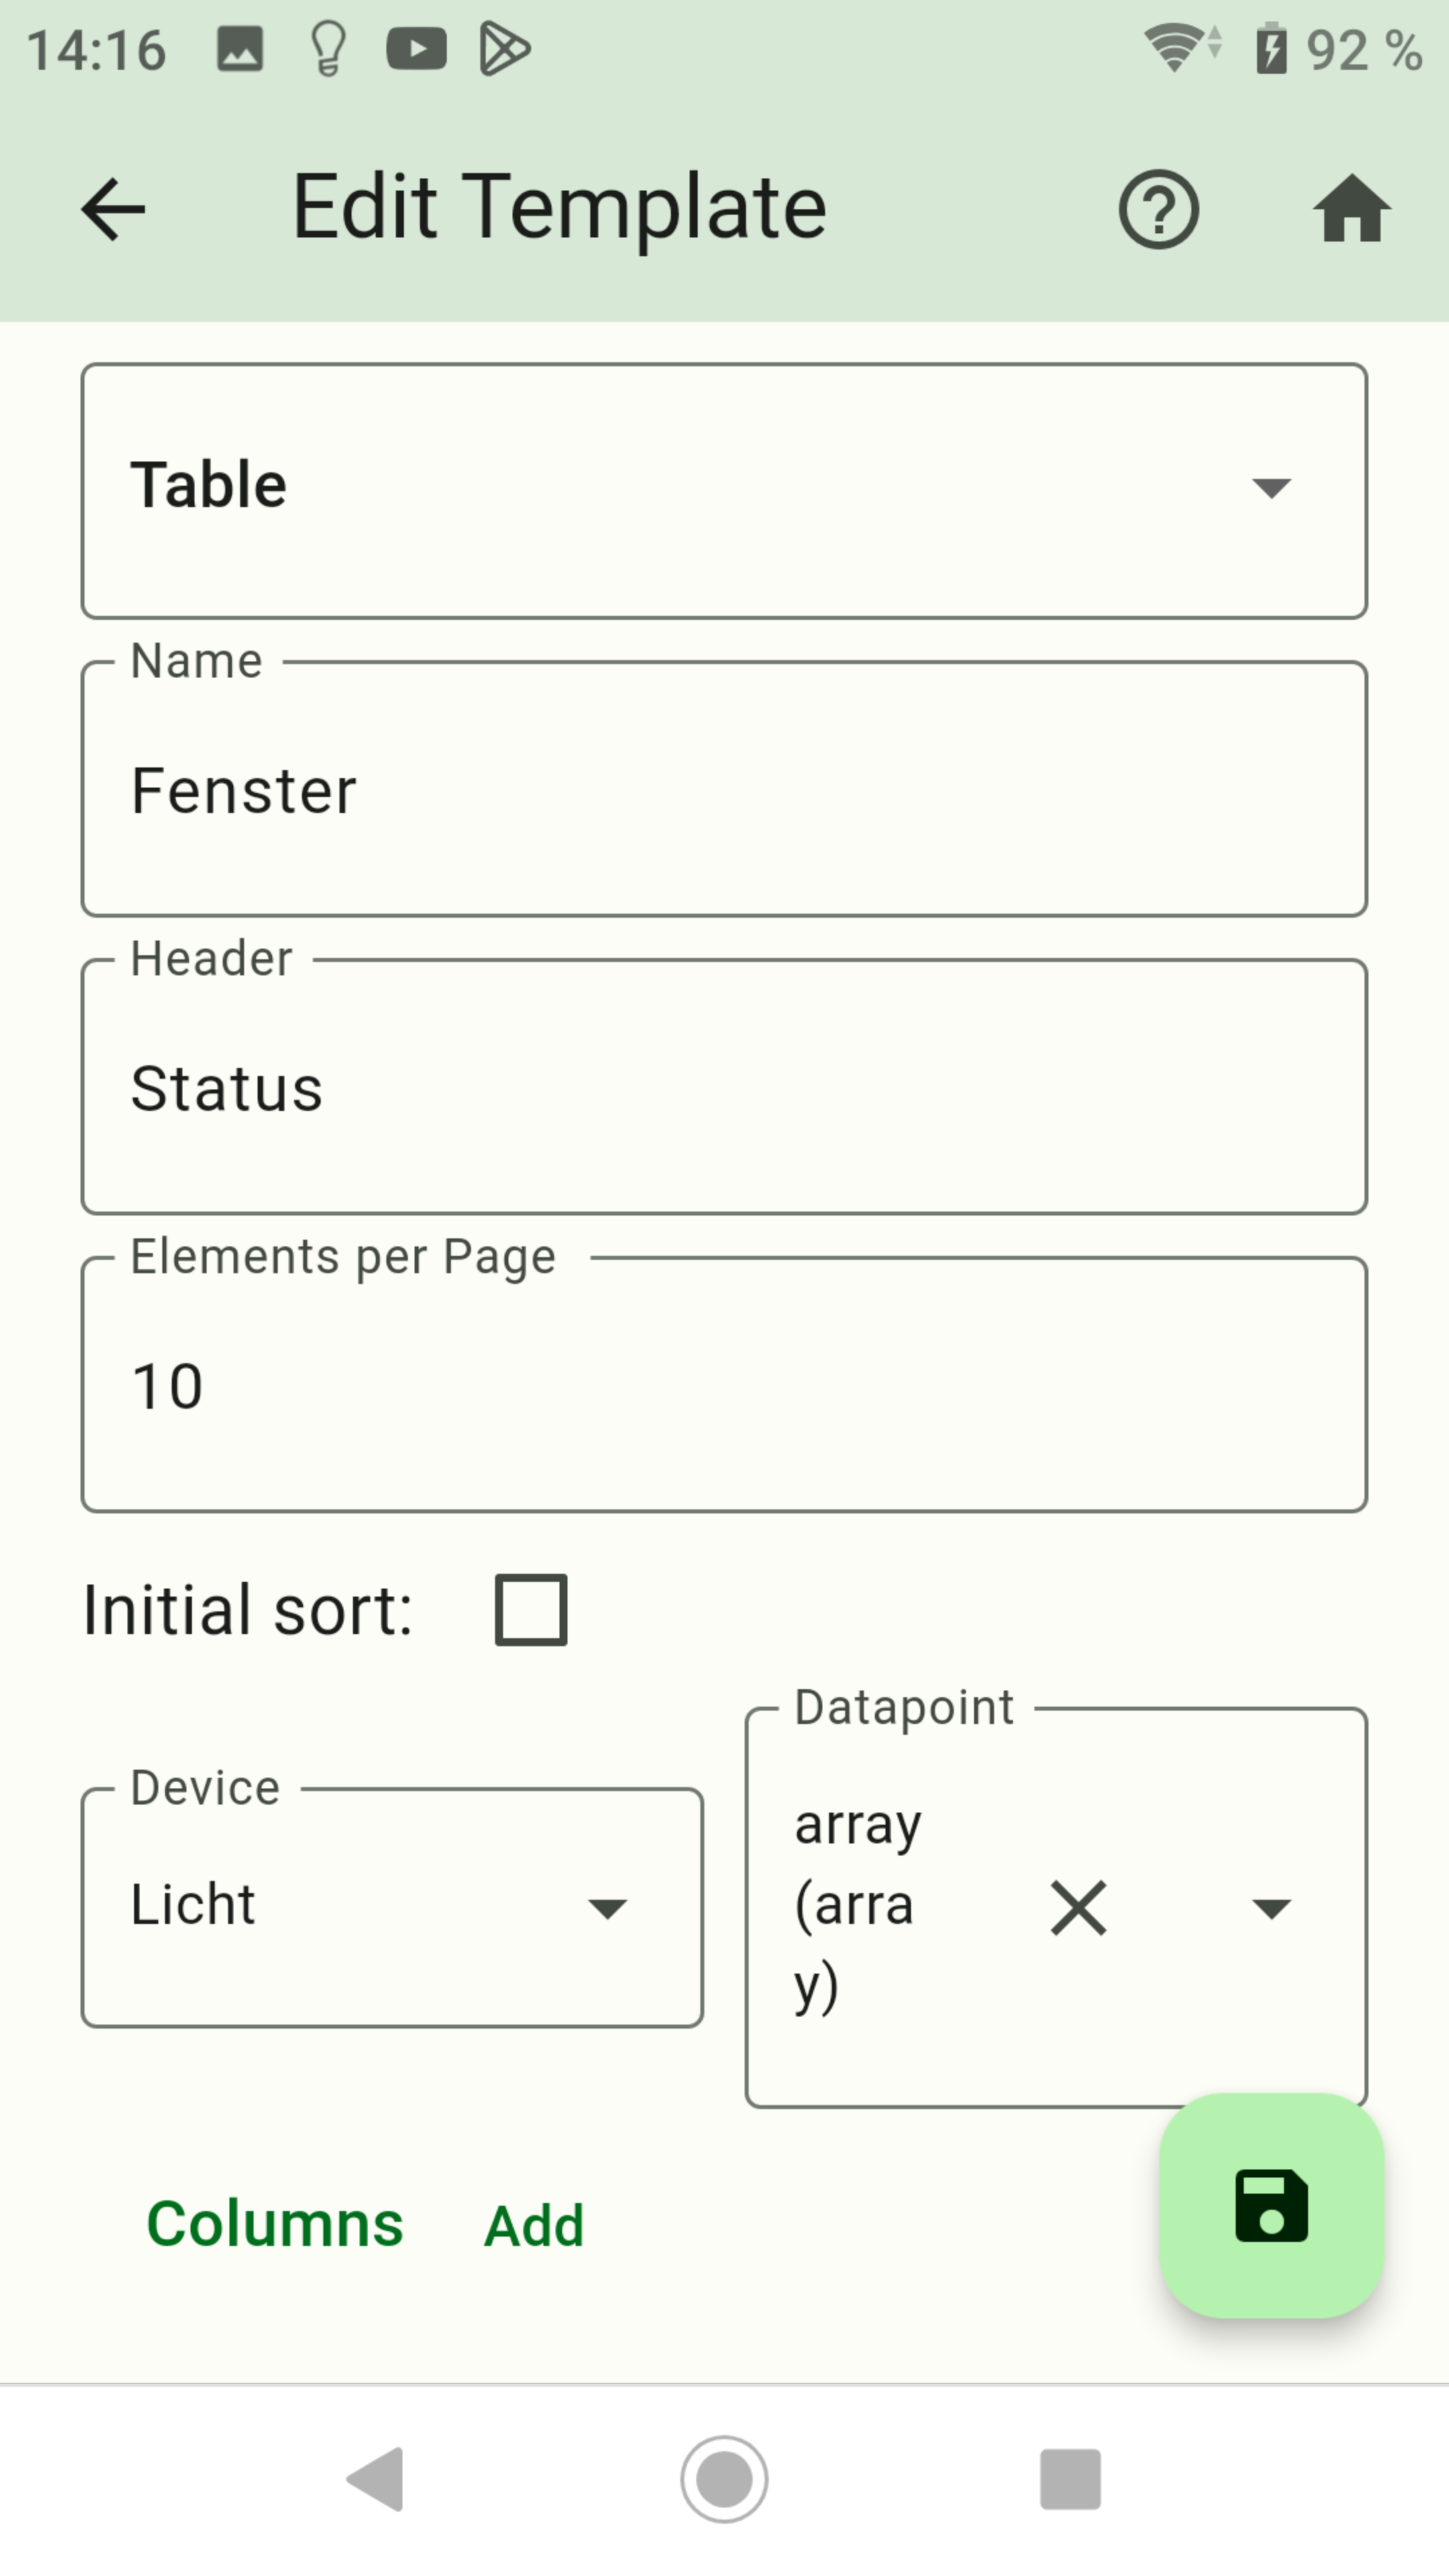 14:16 92 %
Edit Template
Table
Name
Fenster
Header
Status
Elements per Page
10
Initial sort:
Device
Licht
Datapoint
array
(arra
y)
Columns Add